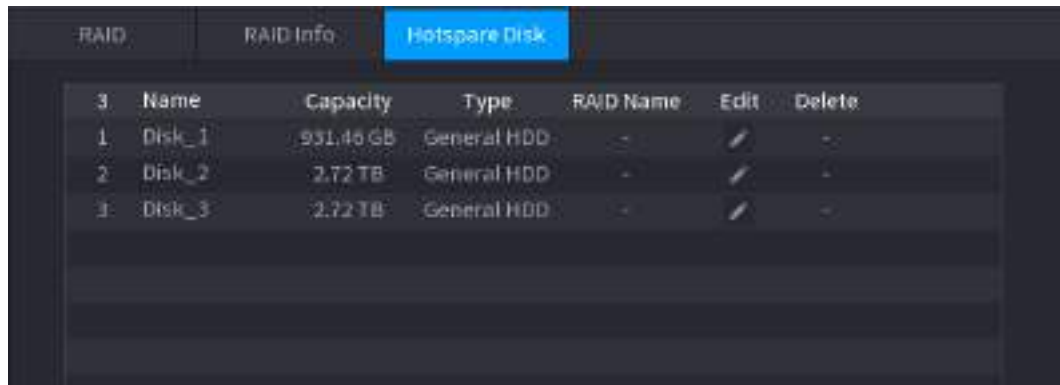 RAID RAID Info Hotspare Disk
3 Name Capacity Type RAID Name Edit Delete
1 Disk_1 931.46 GB General HDD - -
2 Disk_2 2.72 TB General HDD - -
3 Disk_3 2.72 TB General HDD - -